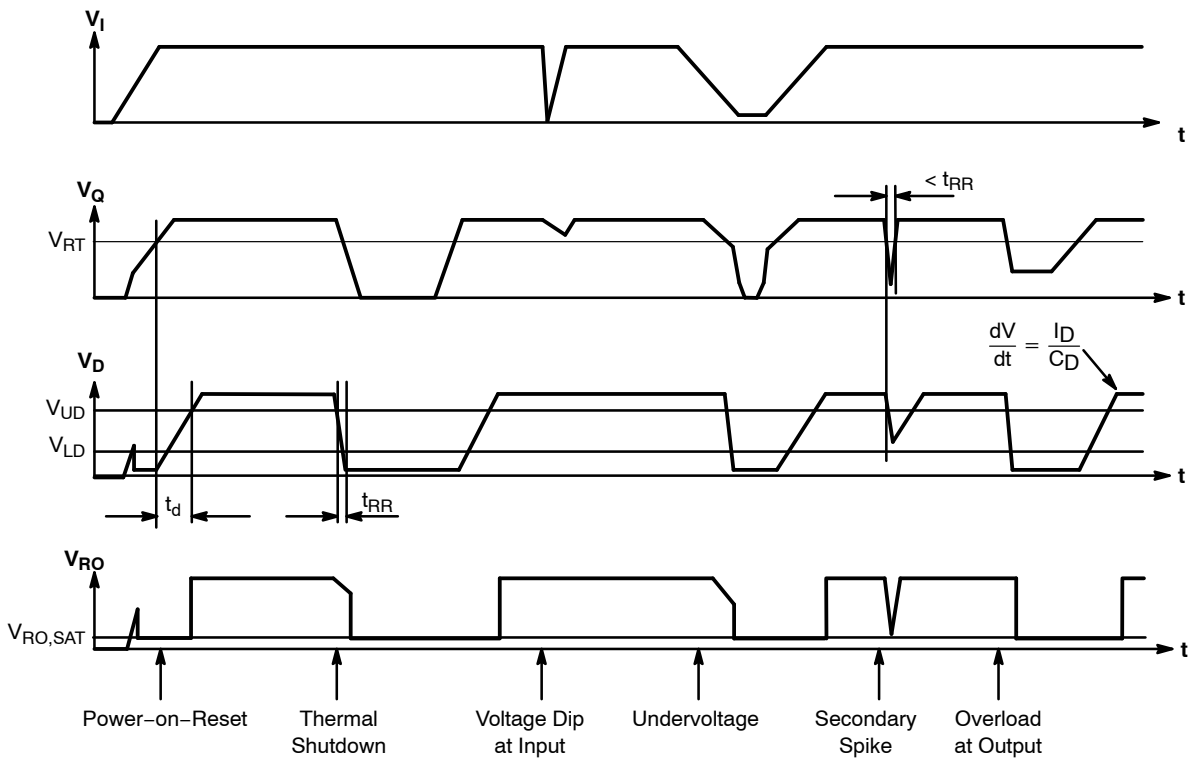 VI
t
VQ
< tRR
VRT
t
dV/dt = ID/CD
VD
VUD
VLD
t
td
tRR
VRO
VRO,SAT
t
Power−on−Reset
Thermal
Shutdown
Voltage Dip
at Input
Undervoltage
Secondary
Spike
Overload
at Output